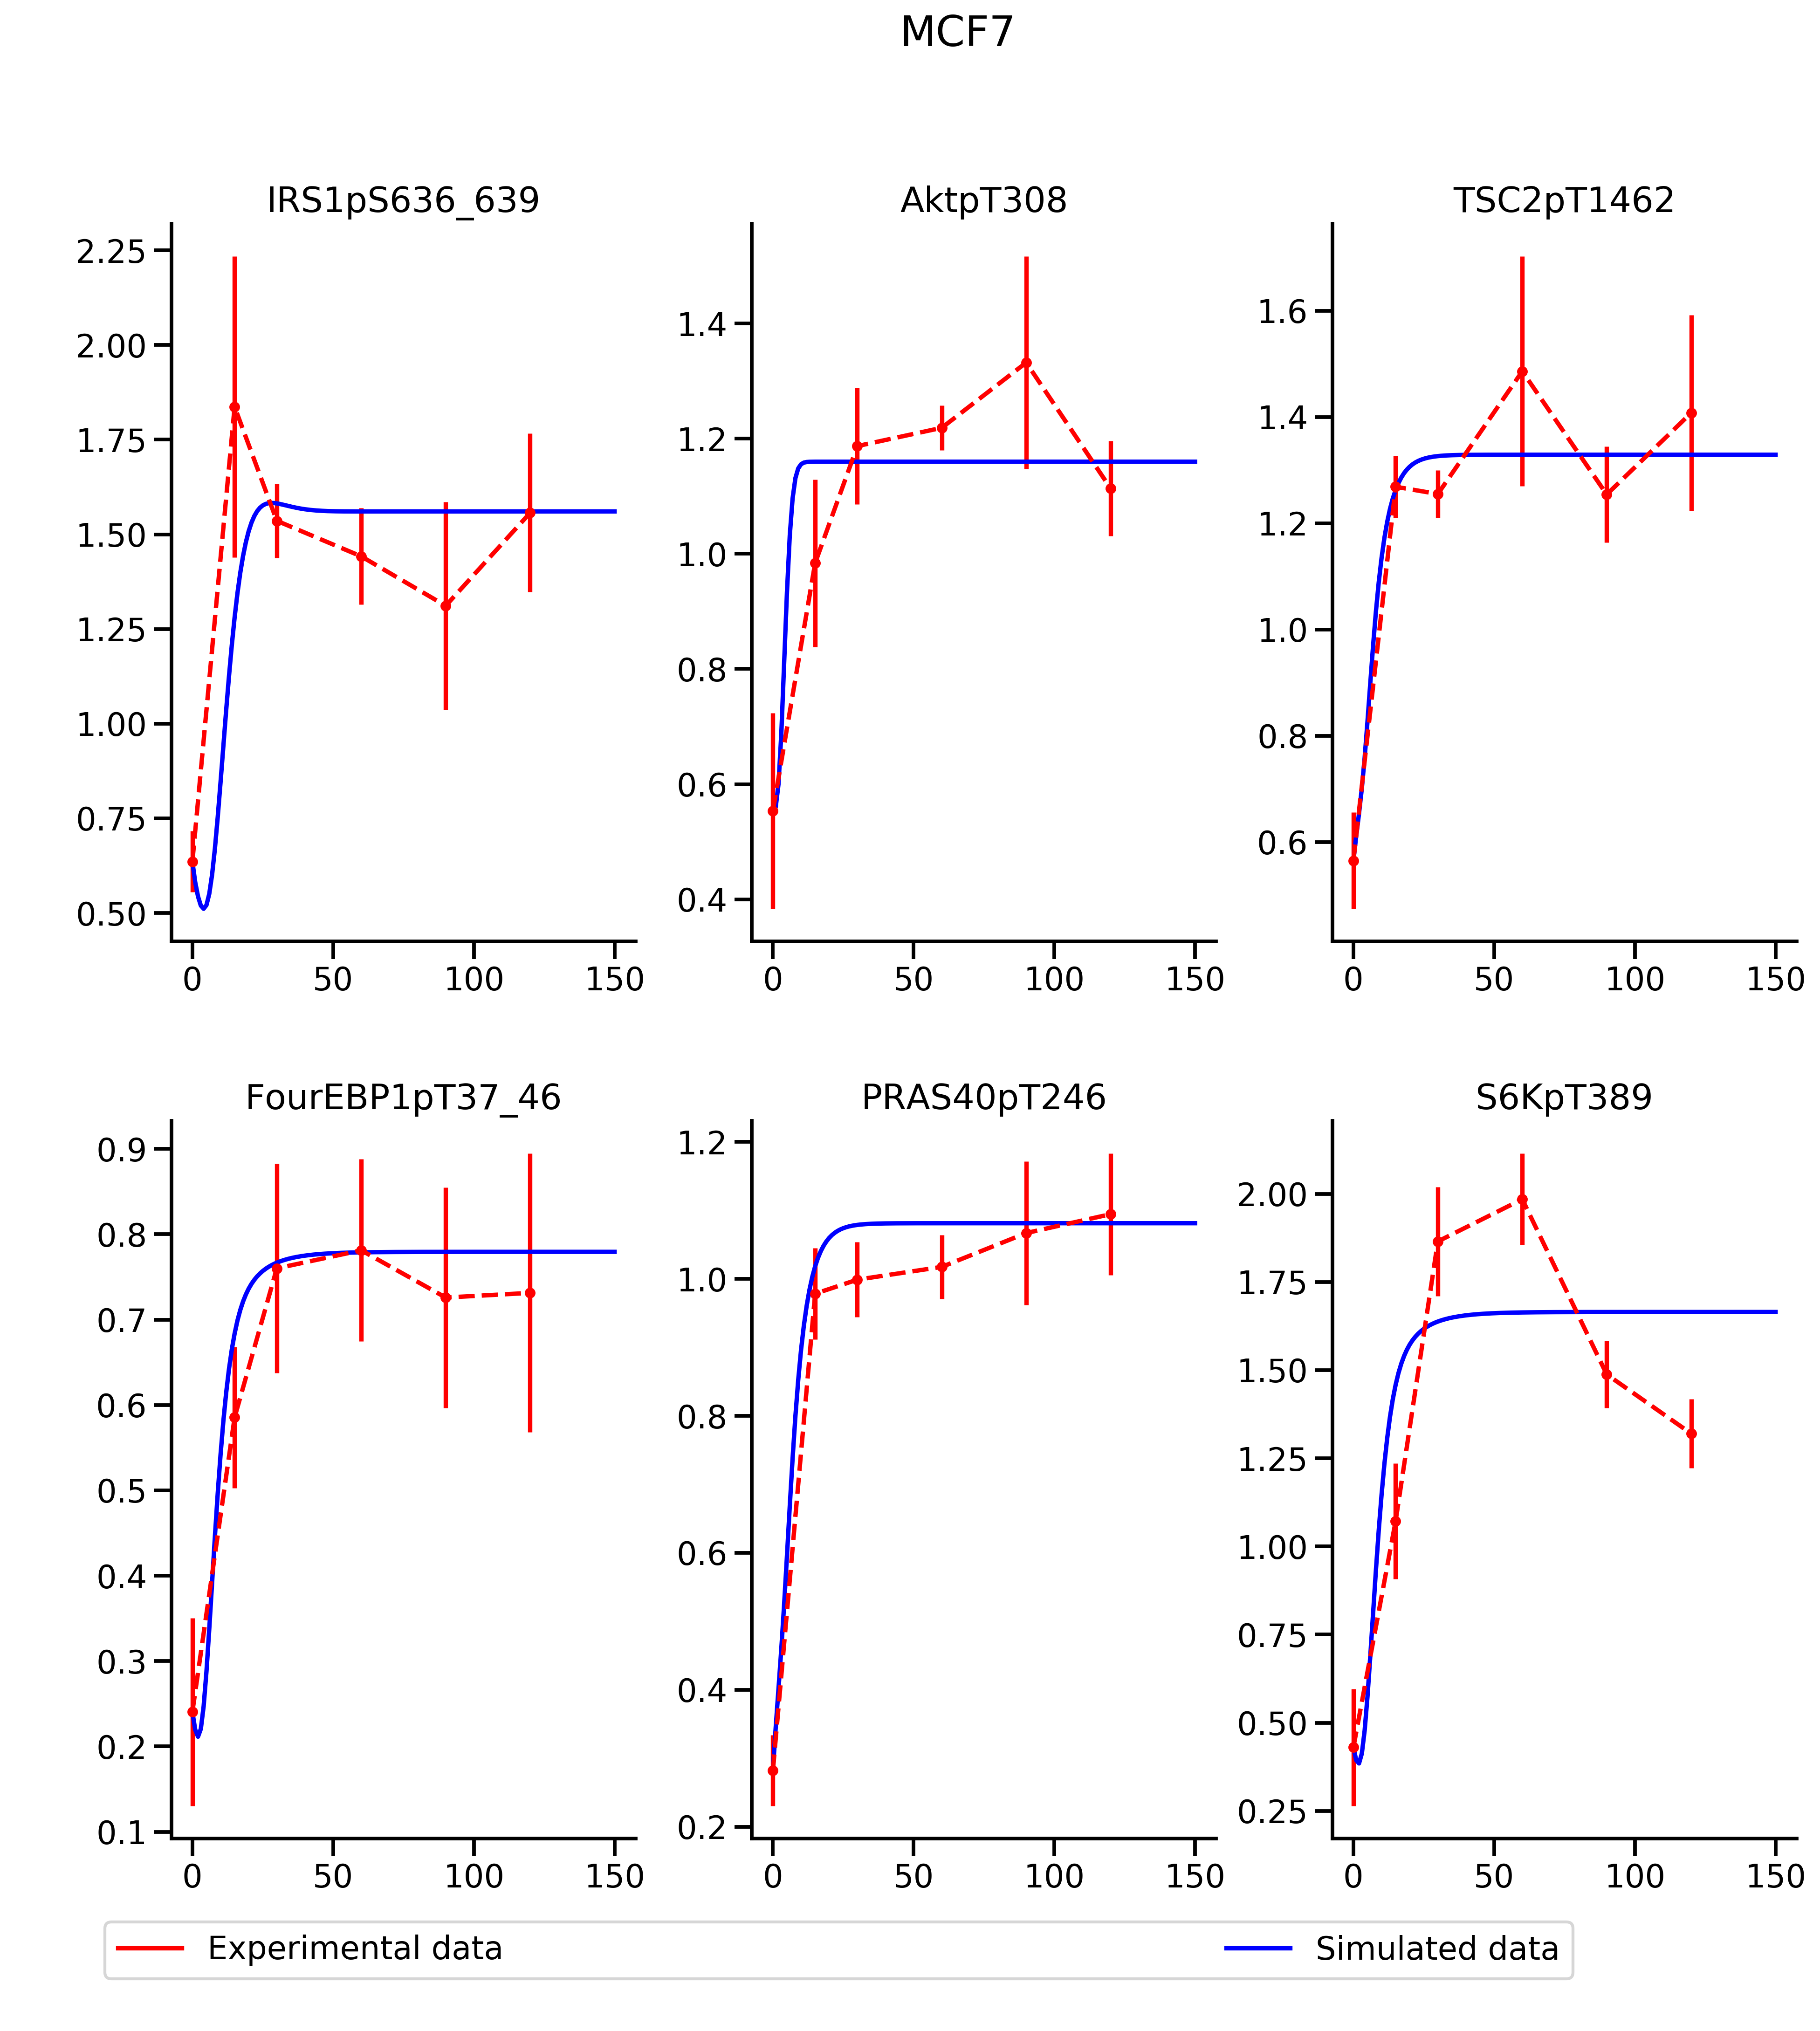 MCF7
IRS1pS636_639
AktpT308
TSC2pT1462
2.25
2.00
1.75
1.50
1.25
1.00
0.75
0.50
0 50 100 150
1.4
1.2
1.0
0.8
0.6
0.4
0 50 100 150
1.6
1.4
1.2
1.0
0.8
0.6
0 50 100 150
FourEBP1pT37_46
PRAS40pT246
S6KpT389
0.9
0.8
0.7
0.6
0.5
0.4
0.3
0.2
0.1
0 50 100 150
1.2
1.0
0.8
0.6
0.4
0.2
0 50 100 150
2.00
1.75
1.50
1.25
1.00
0.75
0.50
0.25
0 50 100 150
Experimental data
Simulated data